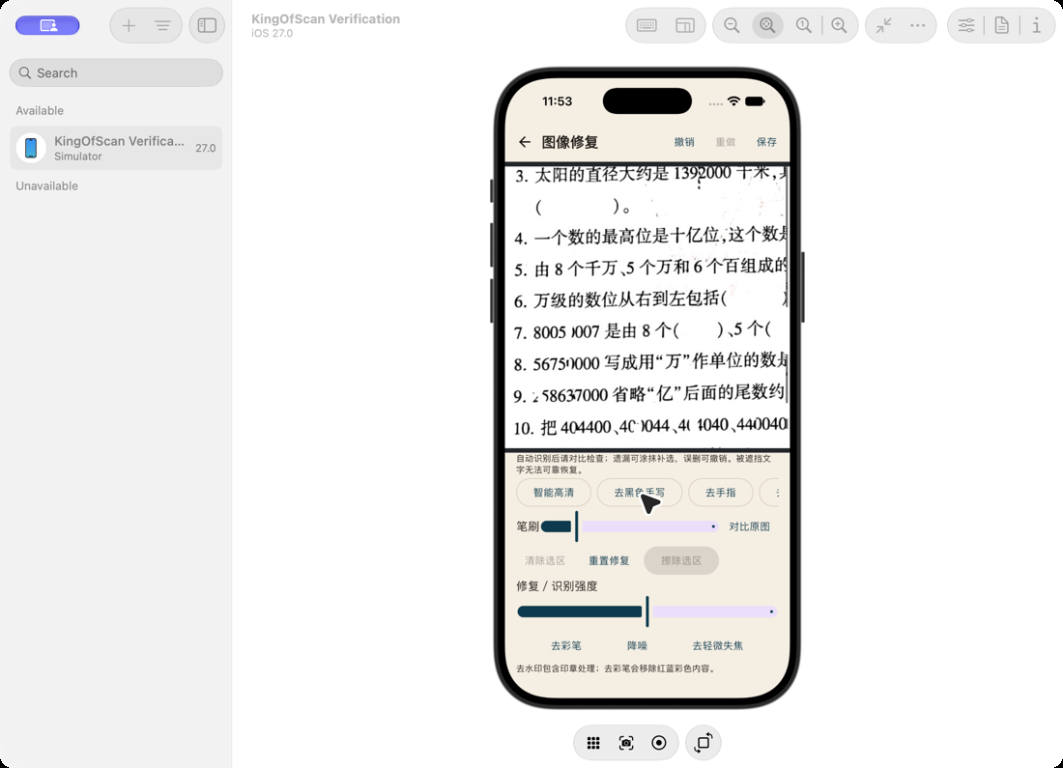 KingOfScan Verification
iOS 27.0
Search
Available
KingOfScan Verifica...
Simulator
27.0
Unavailable
11:53
图像修复
撤销
重做
保存
3. 太阳的直径大约是 1392000 千米,
( )。
4. 一个数的最高位是十亿位,这个数是
5. 由 8 个千万、5 个万和 6 个百组成的
6. 万级的数位从右到左包括( )
7. 8005 0007 是由 8 个( )、5 个(
8. 56750000 写成用“万”作单位的数是
9. 58637000 省略“亿”后面的尾数约
10. 把 404400、 044、 4040、440040
自动识别后请对比检查；遗漏可涂抹补选，误删可撤销。被遮挡文
字无法可靠恢复。
智能高清
去黑色手写
去手指
笔刷
对比原图
清除选区
重置修复
擦除选区
修复 / 识别强度
去彩笔
降噪
去轻微失焦
去水印包含印章处理；去彩笔会移除红蓝彩色内容。